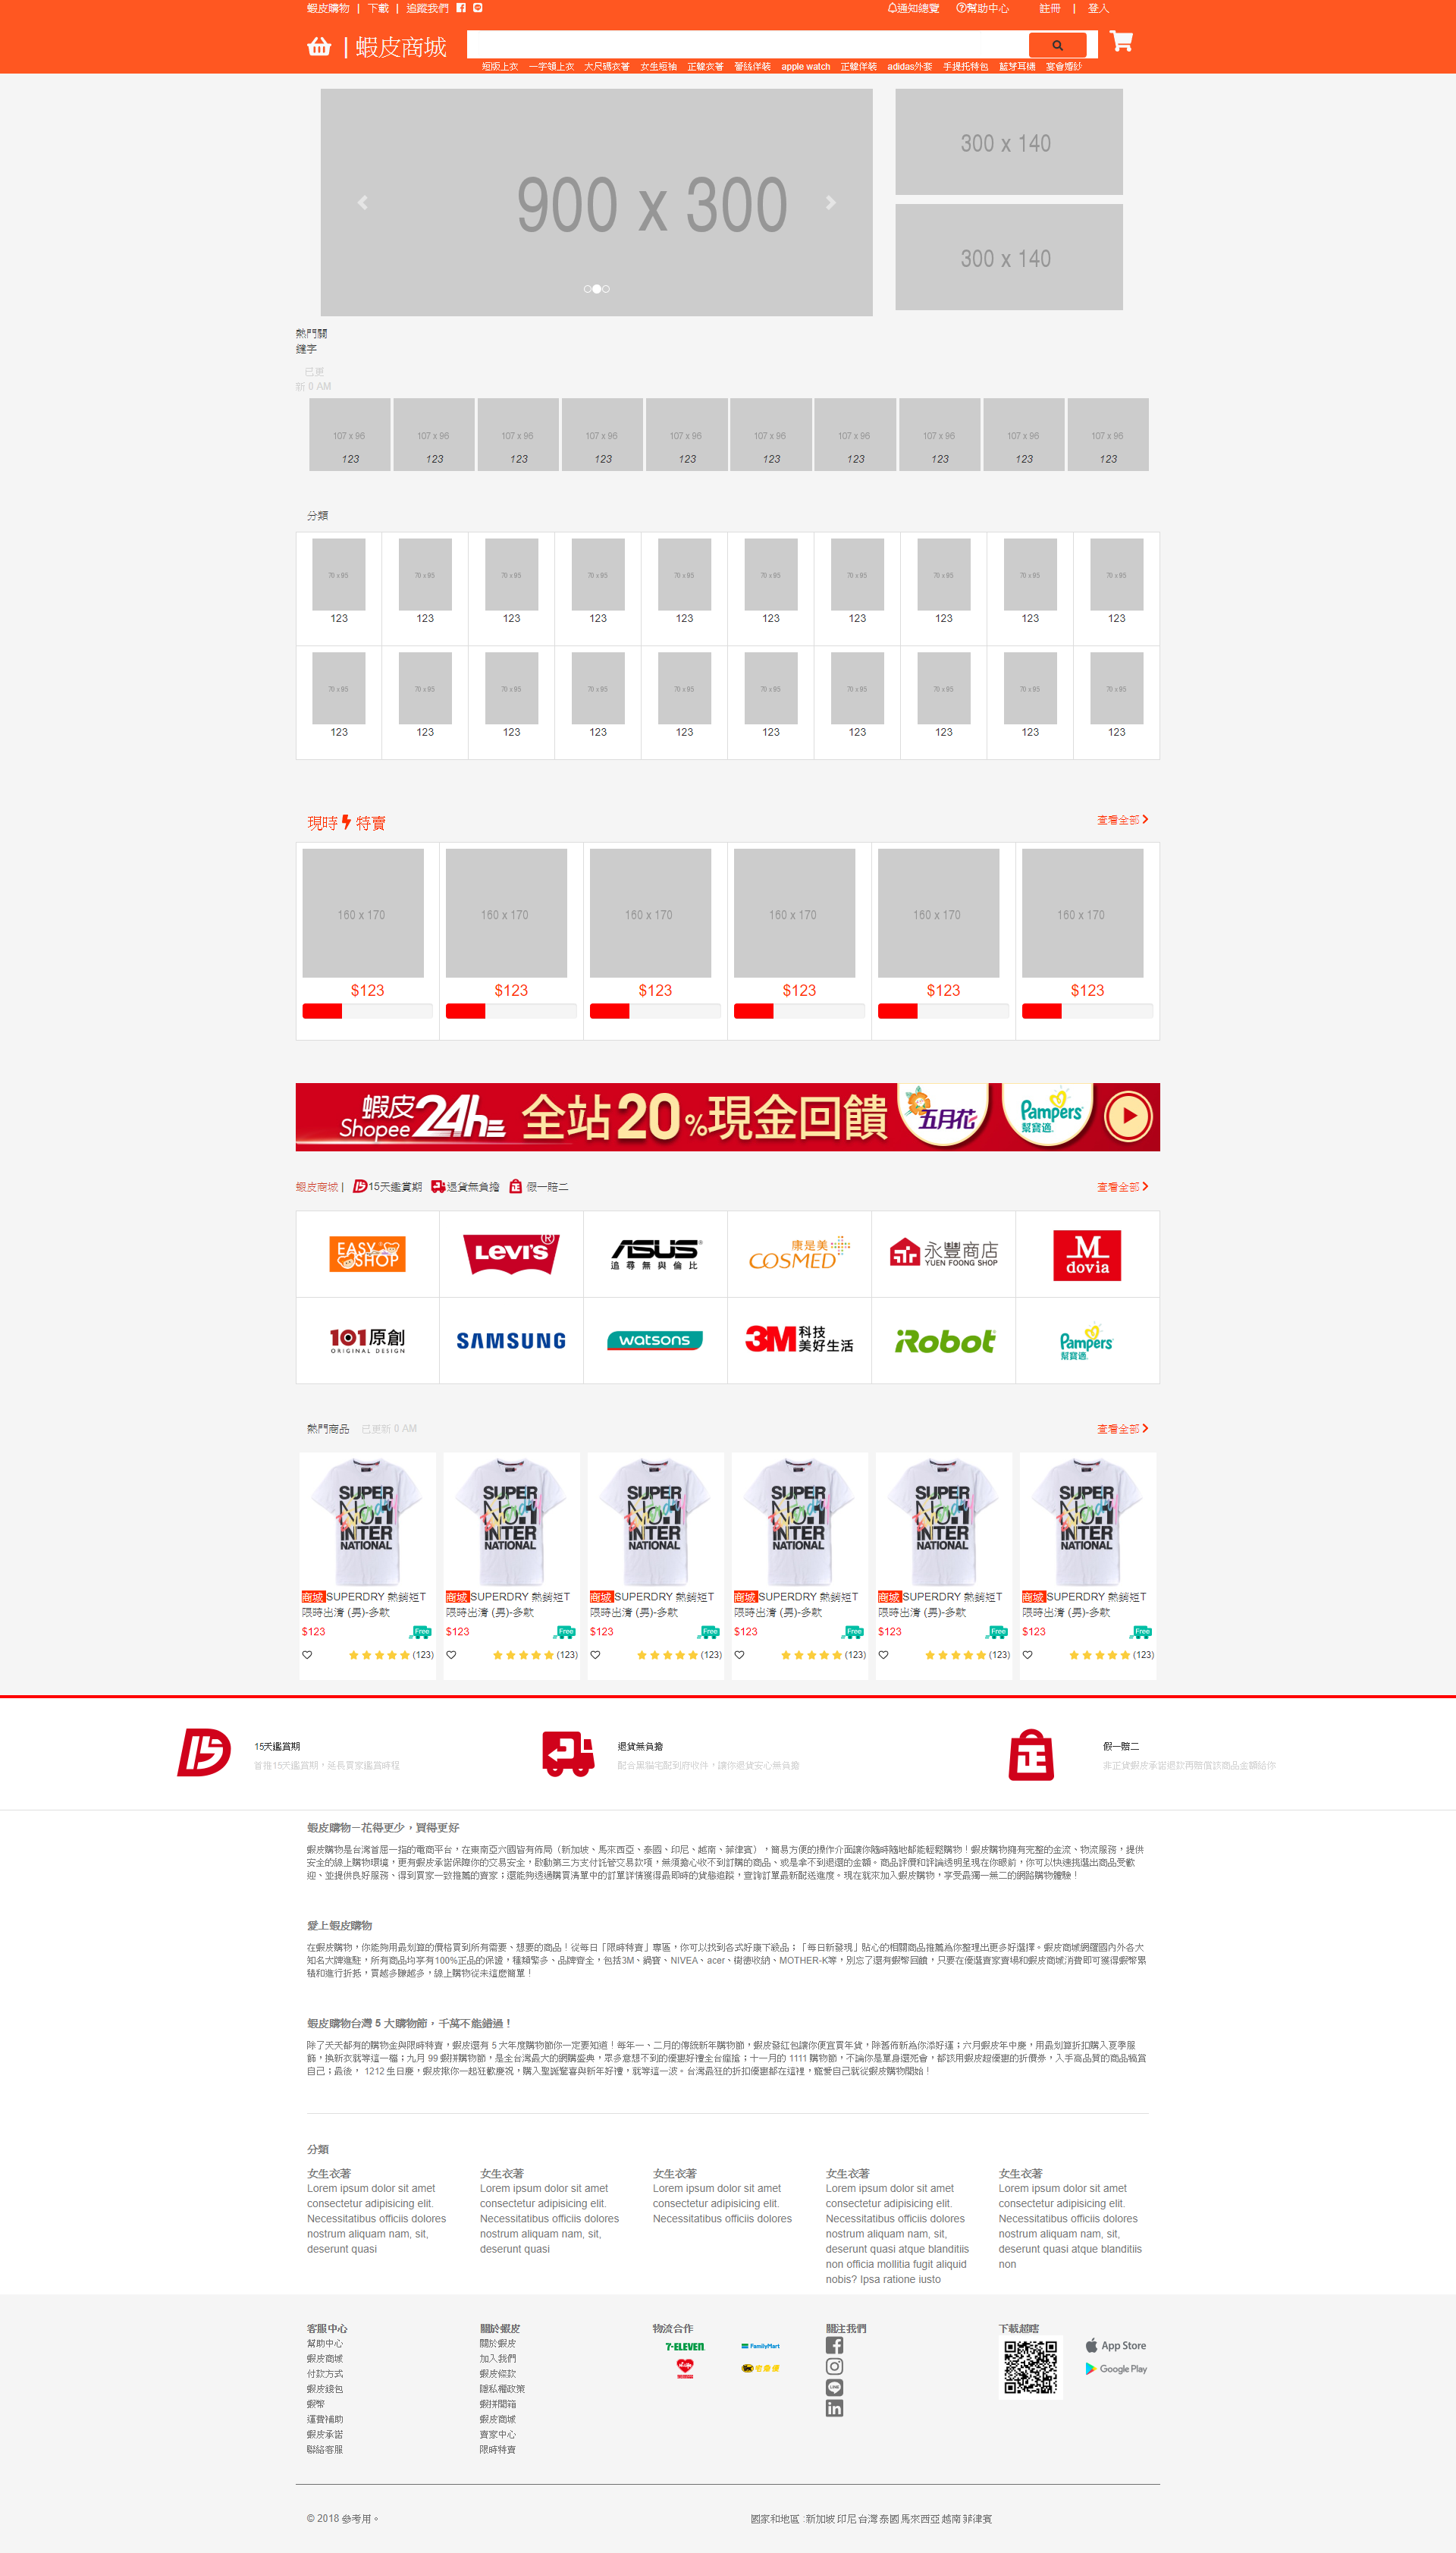 蝦皮購物 | 下載 | 追蹤我們
通知總覽 幫助中心 註冊 | 登入
| 蝦皮商城
短版上衣 一字領上衣 大尺碼衣著 女生短袖 正韓衣著 蕾絲洋裝 apple watch 正韓洋裝 adidas外套 手提托特包 藍芽耳機 宴會婚紗
900 x 300
300 x 140
300 x 140
熱門關
鍵字
已更
新 0 AM
107 x 96 107 x 96 107 x 96 107 x 96 107 x 96 107 x 96 107 x 96 107 x 96 107 x 96 107 x 96
123 123 123 123 123 123 123 123 123 123
分類
70 x 95 70 x 95 70 x 95 70 x 95 70 x 95 70 x 95 70 x 95 70 x 95 70 x 95 70 x 95
123 123 123 123 123 123 123 123 123 123
70 x 95 70 x 95 70 x 95 70 x 95 70 x 95 70 x 95 70 x 95 70 x 95 70 x 95 70 x 95
123 123 123 123 123 123 123 123 123 123
現時 特賣 查看全部
160 x 170 160 x 170 160 x 170 160 x 170 160 x 170 160 x 170
$123 $123 $123 $123 $123 $123
蝦皮 Shopee 24h 全站20%現金回饋 五月花 Pampers 幫寶適
蝦皮商城 | 15天鑑賞期 退貨無負擔 正 假一賠二 查看全部
EASY SHOP LEVI'S ASUS 追尋無與倫比 康是美 COSMED 永豐商店 YUEN FOONG SHOP M dovia
101原創 ORIGINAL DESIGN SAMSUNG watsons 3M 科技 美好生活 iRobot Pampers 幫寶適
熱門商品 已更新 0 AM 查看全部
SUPER INTER NATIONAL SUPER INTER NATIONAL SUPER INTER NATIONAL SUPER INTER NATIONAL SUPER INTER NATIONAL SUPER INTER NATIONAL
商城 SUPERDRY 熱銷短T 商城 SUPERDRY 熱銷短T 商城 SUPERDRY 熱銷短T 商城 SUPERDRY 熱銷短T 商城 SUPERDRY 熱銷短T 商城 SUPERDRY 熱銷短T
限時出清 (男)-多款 限時出清 (男)-多款 限時出清 (男)-多款 限時出清 (男)-多款 限時出清 (男)-多款 限時出清 (男)-多款
$123 Free $123 Free $123 Free $123 Free $123 Free $123 Free
(123) (123) (123) (123) (123) (123)
15 15天鑑賞期 退貨無負擔 正 假一賠二
首推15天鑑賞期，延長買家鑑賞時程 配合黑貓宅配到府收件，讓你退貨安心無負擔 非正貨蝦皮承諾退款再賠償該商品金額給你
蝦皮購物－花得更少，買得更好
蝦皮購物是台灣首屈一指的電商平台，在東南亞六國皆有佈局（新加坡、馬來西亞、泰國、印尼、越南、菲律賓），簡易方便的操作介面讓你隨時隨地都能輕鬆購物！蝦皮購物擁有完整的金流、物流服務，提供
安全的線上購物環境，更有蝦皮承諾保障你的交易安全，啟動第三方支付託管交易款項，無須擔心收不到訂購的商品、或是拿不到退還的金額。商品評價和評論透明呈現在你眼前，你可以快速挑選出商品受歡
迎、並提供良好服務、得到買家一致推薦的賣家；還能夠透過購買清單中的訂單詳情獲得最即時的貨態追蹤，查詢訂單最新配送進度。現在就來加入蝦皮購物，享受最獨一無二的網路購物體驗！
愛上蝦皮購物
在蝦皮購物，你能夠用最划算的價格買到所有需要、想要的商品！從每日「限時特賣」專區，你可以找到各式好康下殺品；「每日新發現」貼心的相關商品推薦為你整理出更多好選擇。蝦皮商城網羅國內外各大
知名大牌進駐，所有商品均享有100%正品的保證，種類繁多、品牌齊全，包括3M、鍋寶、NIVEA、acer、樹德收納、MOTHER-K等，別忘了還有蝦幣回饋，只要在優選賣家賣場和蝦皮商城消費即可獲得蝦幣累
積和進行折抵，買越多賺越多，線上購物從未這麼簡單！
蝦皮購物台灣 5 大購物節，千萬不能錯過！
除了天天都有的購物金與限時特賣，蝦皮還有 5 大年度購物節你一定要知道！每年一、二月的傳統新年購物節，蝦皮發紅包讓你便宜買年貨，除舊佈新為你添好運；六月蝦皮年中慶，用最划算折扣購入夏季服
飾，換新衣就等這一檔；九月 99 蝦拼購物節，是全台灣最大的網購盛典，眾多意想不到的優惠好禮全台瘋搶；十一月的 1111 購物節，不論你是單身還死會，都該用蝦皮超優惠的折價券，入手高品質的商品犒賞
自己；最後， 1212 生日慶，蝦皮揪你一起狂歡慶祝，購入聖誕驚喜與新年好禮，就等這一波。台灣最狂的折扣優惠都在這裡，寵愛自己就從蝦皮購物開始！
分類
女生衣著 女生衣著 女生衣著 女生衣著 女生衣著
Lorem ipsum dolor sit amet Lorem ipsum dolor sit amet Lorem ipsum dolor sit amet Lorem ipsum dolor sit amet Lorem ipsum dolor sit amet
consectetur adipisicing elit. consectetur adipisicing elit. consectetur adipisicing elit. consectetur adipisicing elit. consectetur adipisicing elit.
Necessitatibus officiis dolores Necessitatibus officiis dolores Necessitatibus officiis dolores Necessitatibus officiis dolores Necessitatibus officiis dolores
nostrum aliquam nam, sit, nostrum aliquam nam, sit, nostrum aliquam nam, sit, nostrum aliquam nam, sit,
deserunt quasi deserunt quasi deserunt quasi atque blanditiis deserunt quasi atque blanditiis
non officia mollitia fugit aliquid non
nobis? Ipsa ratione iusto
客服中心 關於蝦皮 物流合作 關注我們 下載超瞎
幫助中心 關於蝦皮 7-ELEVEN FamilyMart App Store
蝦皮商城 加入我們 宅急便 Google Play
付款方式 蝦皮條款
蝦皮錢包 隱私權政策 LINE
蝦幣 蝦拼開箱 in
運費補助 蝦皮商城
蝦皮承諾 賣家中心
聯絡客服 限時特賣
© 2018 參考用。 國家和地區 :新加坡 印尼 台灣 泰國 馬來西亞 越南 菲律賓